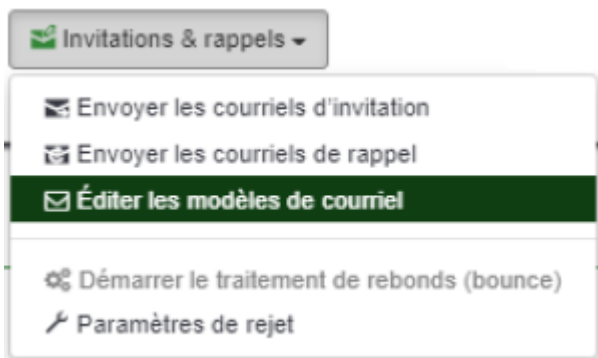 Invitations & rappels
Envoyer les courriels d'invitation
Envoyer les courriels de rappel
Éditer les modèles de courriel
Démarrer le traitement de rebonds (bounce)
Paramètres de rejet